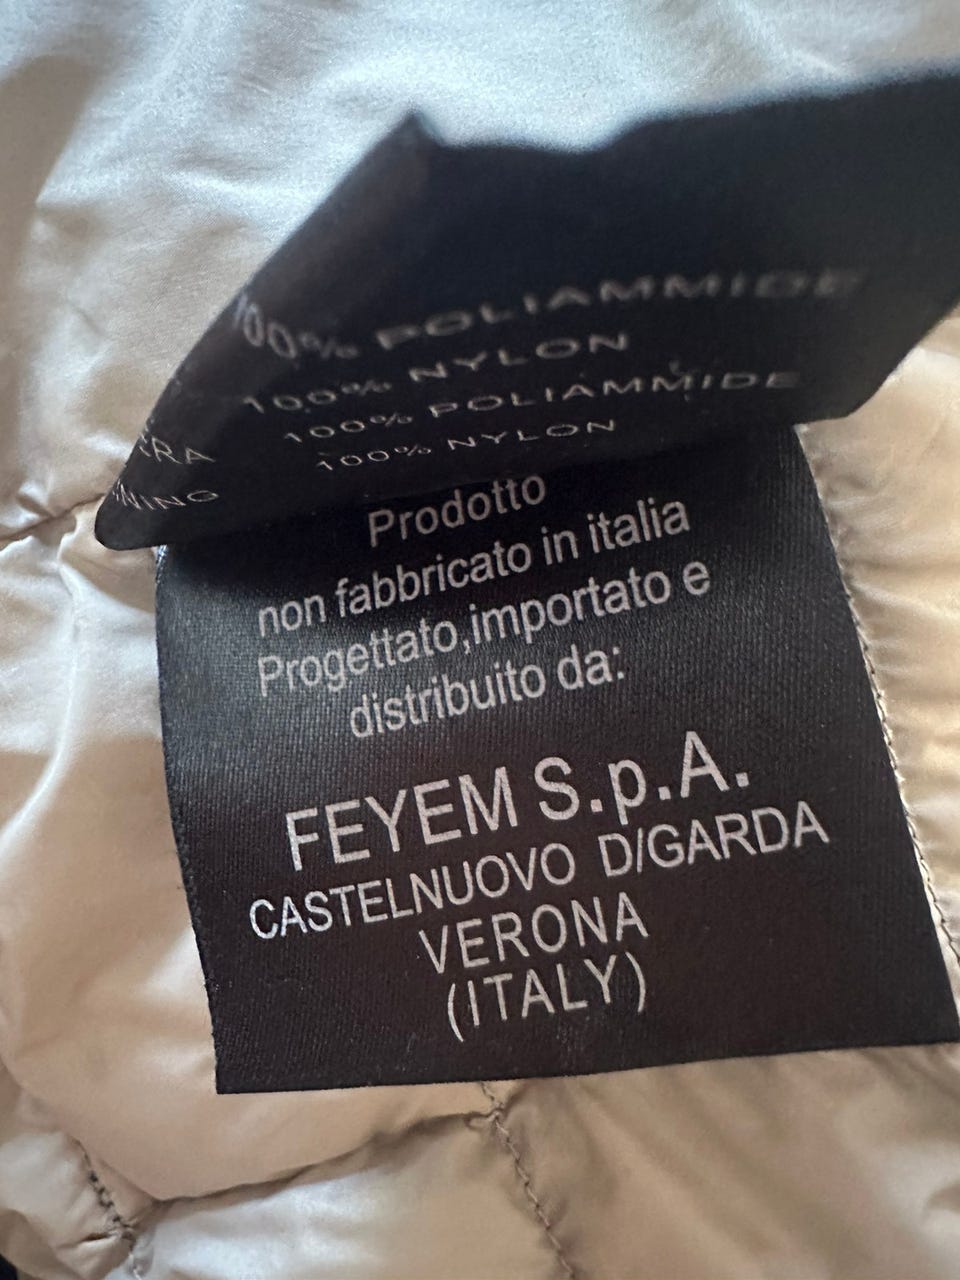 100% POLIAMMIDE
100% NYLON
100% POLIAMMIDE
100% NYLON
Prodotto
non fabbricato in italia
Progettato,importato e
distribuito da:
FEYEM S.p.A.
CASTELNUOVO D/GARDA
VERONA
(ITALY)